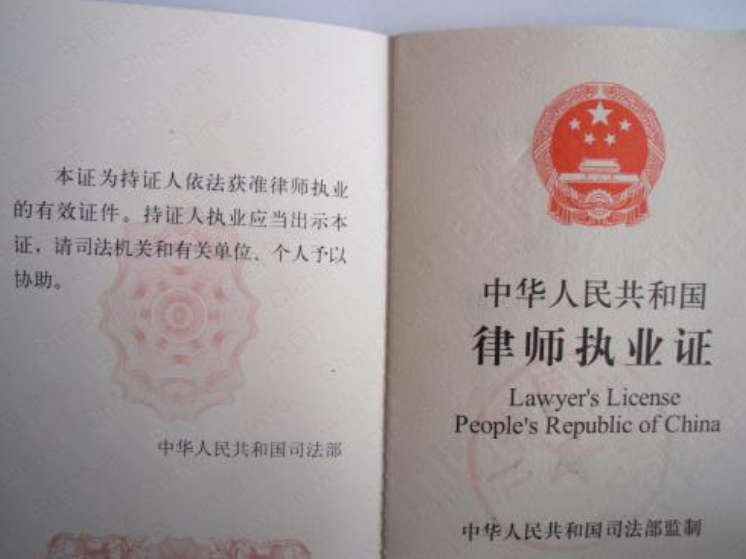 本证为持证人依法获准律师执业
的有效证件。持证人执业应当出示本
证，请司法机关和有关单位、个人予以
协助。
中华人民共和国司法部
中华人民共和国
律师执业证
Lawyer's License
People's Republic of China
中华人民共和国司法部监制